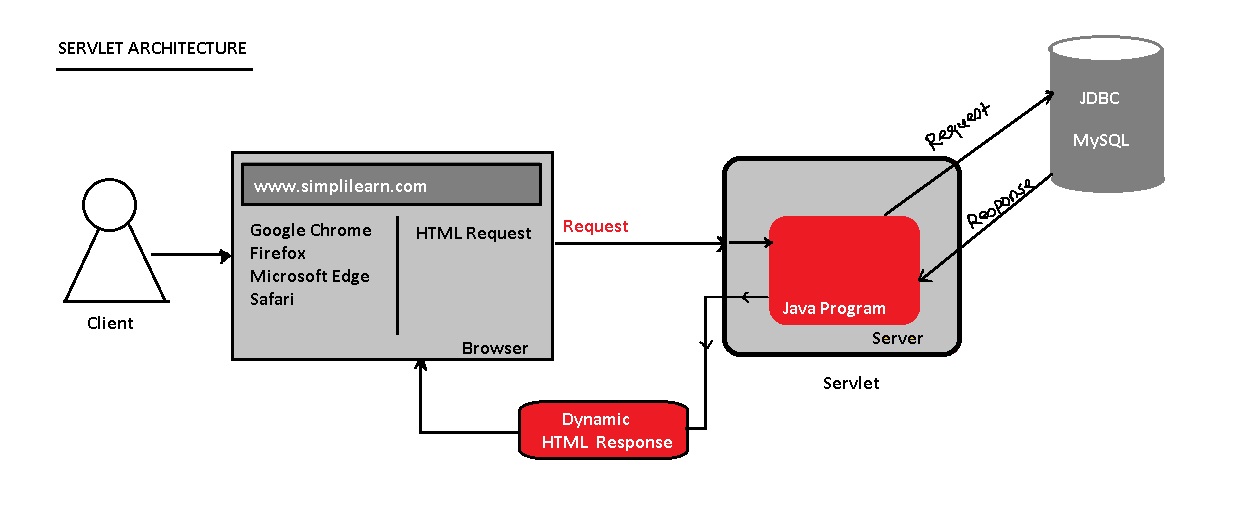 SERVLET ARCHITECTURE
JDBC
MySQL
Request
Response
www.simplilearn.com
Google Chrome
Firefox
Microsoft Edge
Safari
HTML Request
Browser
Request
Java Program
Server
Servlet
Client
Dynamic
HTML Response